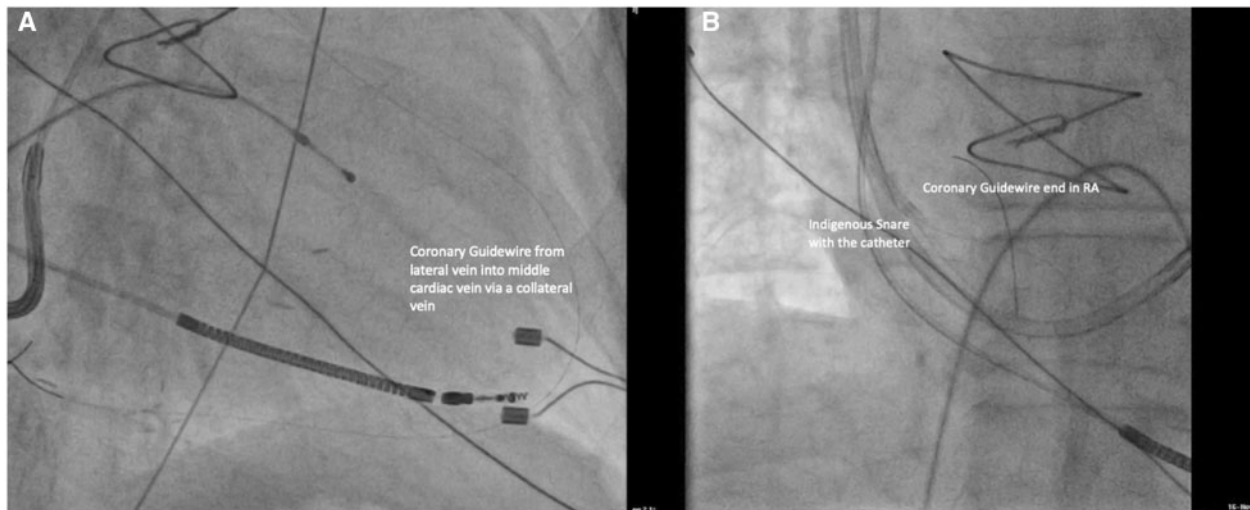 A
Coronary Guidewire from
lateral vein into middle
cardiac vein via a collateral
vein
B
Coronary Guidewire end in RA
Indigenous Snare
with the catheter